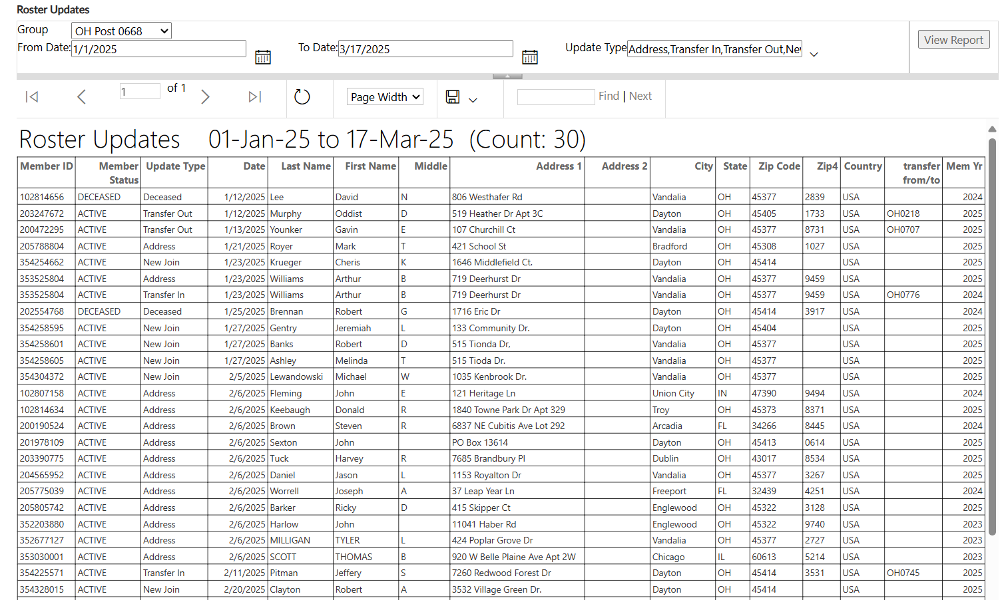 Roster Updates
Group OH Post 0668
From Date: 1/1/2025 To Date: 3/17/2025 Update Type Address,Transfer In,Transfer Out,Ne View Report
1 of 1 Page Width Find | Next
Roster Updates 01-Jan-25 to 17-Mar-25 (Count: 30)
Member ID Member Status Update Type Date Last Name First Name Middle Address 1 Address 2 City State Zip Code Zip4 Country transfer from/to Mem Yr
102814656 DECEASED Deceased 1/12/2025 Lee David N 806 Westhafer Rd Vandalia OH 45377 2839 USA 2024
203247672 ACTIVE Transfer Out 1/12/2025 Murphy Oddist D 519 Heather Dr Apt 3C Dayton OH 45405 1733 USA OH0218 2025
200472295 ACTIVE Transfer Out 1/13/2025 Younker Gavin E 107 Churchill Ct Vandalia OH 45377 8731 USA OH0707 2025
205788804 ACTIVE Address 1/21/2025 Royer Mark T 421 School St Bradford OH 45308 1027 USA 2025
354254662 ACTIVE New Join 1/23/2025 Krueger Cheris K 1646 Middlefield Ct. Dayton OH 45414 USA 2025
353525804 ACTIVE Address 1/23/2025 Williams Arthur B 719 Deerhurst Dr Vandalia OH 45377 9459 USA 2025
353525804 ACTIVE Transfer In 1/23/2025 Williams Arthur B 719 Deerhurst Dr Vandalia OH 45377 9459 USA OH0776 2024
202554768 DECEASED Deceased 1/25/2025 Brennan Robert G 1716 Eric Dr Dayton OH 45414 3917 USA 2024
354258595 ACTIVE New Join 1/27/2025 Gentry Jeremiah L 133 Community Dr. Dayton OH 45404 USA 2025
354258601 ACTIVE New Join 1/27/2025 Banks Robert D 515 Tionda Dr, Vandalia OH 45377 USA 2025
354258605 ACTIVE New Join 1/27/2025 Ashley Melinda T 515 Tioda Dr. Vandalia OH 45377 USA 2025
354304372 ACTIVE New Join 2/5/2025 Lewandowski Michael W 1035 Kenbrook Dr. Vandalia OH 45377 USA 2025
102807158 ACTIVE Address 2/6/2025 Fleming John E 121 Heritage Ln Union City IN 47390 9494 USA 2024
102814634 ACTIVE Address 2/6/2025 Keebaugh Donald R 1840 Towne Park Dr Apt 329 Troy OH 45373 8371 USA 2025
200190524 ACTIVE Address 2/6/2025 Brown Steven R 6837 NE Cubitis Ave Lot 292 Arcadia FL 34266 8445 USA 2024
201978109 ACTIVE Address 2/6/2025 Sexton John PO Box 13614 Dayton OH 45413 0614 USA 2025
203390775 ACTIVE Address 2/6/2025 Tuck Harvey R 7685 Brandbury Pl Dublin OH 43017 8534 USA 2025
204565952 ACTIVE Address 2/6/2025 Daniel Jason L 1153 Royalton Dr Vandalia OH 45377 3267 USA 2025
205775039 ACTIVE Address 2/6/2025 Worrell Joseph A 37 Leap Year Ln Freeport FL 32439 4251 USA 2024
205805742 ACTIVE Address 2/6/2025 Barker Ricky D 415 Skipper Ct Englewood OH 45322 3128 USA 2025
352203880 ACTIVE Address 2/6/2025 Harlow John 11041 Haber Rd Englewood OH 45322 9740 USA 2023
352677127 ACTIVE Address 2/6/2025 MILLIGAN TYLER L 424 Poplar Grove Dr Vandalia OH 45377 2727 USA 2023
353030001 ACTIVE Address 2/6/2025 SCOTT THOMAS B 920 W Belle Plaine Ave Apt 2W Chicago IL 60613 5214 USA 2023
354225571 ACTIVE Transfer In 2/11/2025 Pitman Jeffery S 7260 Redwood Forest Dr Dayton OH 45414 3531 USA OH0745 2025
354328015 ACTIVE New Join 2/20/2025 Clayton Robert A 3532 Village Green Dr. Dayton OH 45414 USA 2025